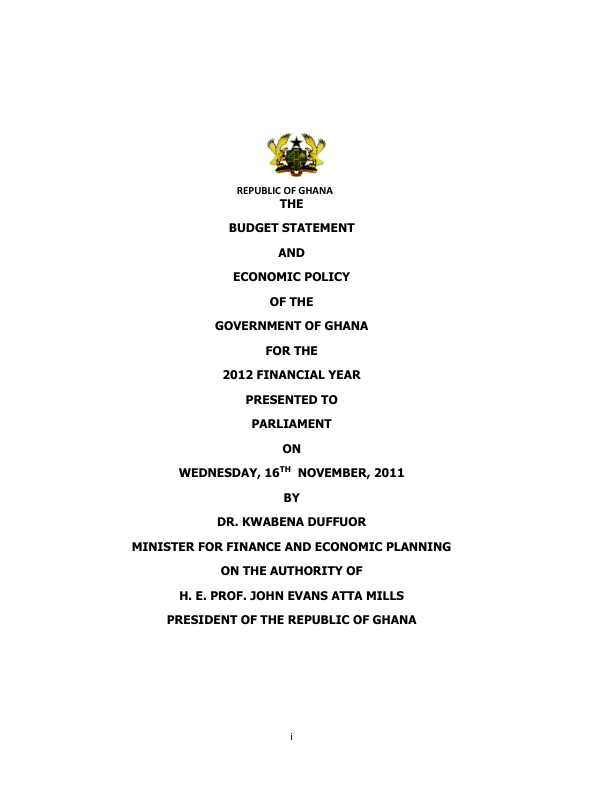 REPUBLIC OF GHANA
THE
BUDGET STATEMENT
AND
ECONOMIC POLICY
OF THE
GOVERNMENT OF GHANA
FOR THE
2012 FINANCIAL YEAR
PRESENTED TO
PARLIAMENT
ON
WEDNESDAY, 16TH NOVEMBER, 2011
BY
DR. KWABENA DUFFUOR
MINISTER FOR FINANCE AND ECONOMIC PLANNING
ON THE AUTHORITY OF
H. E. PROF. JOHN EVANS ATTA MILLS
PRESIDENT OF THE REPUBLIC OF GHANA
i